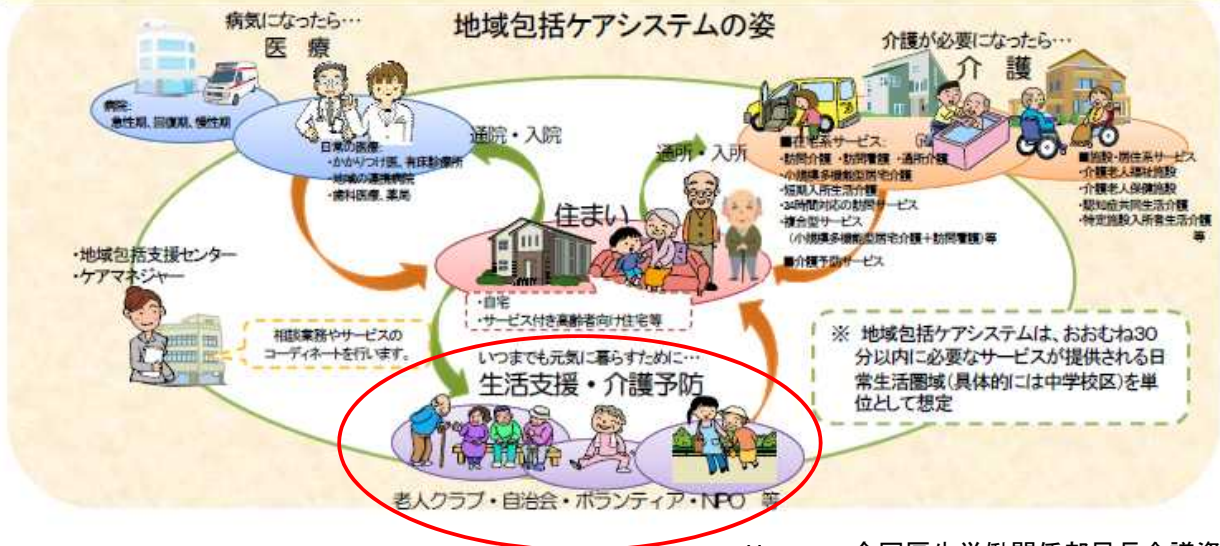 地域包括ケアシステムの姿
病気になったら…
医 療
病院:
急性期、回復期、慢性期
日常の医療:
・かかりつけ医、有床診療所
・地域の連携病院
・歯科医療、薬局
通院・入院
通所・入所
介護が必要になったら…
介 護
■在宅系サービス:
・訪問介護 ・訪問看護 ・通所介護
・小規模多機能型居宅介護
・短期入所生活介護
・24時間対応の訪問サービス
・複合型サービス
(小規模多機能型居宅介護+訪問看護)等
■介護予防サービス
■施設・居住系サービス
・介護老人福祉施設
・介護老人保健施設
・認知症共同生活介護
・特定施設入所者生活介護
等
住まい
・自宅
・サービス付き高齢者向け住宅等
・地域包括支援センター
・ケアマネジャー
相談業務やサービスの
コーディネートを行います。
いつまでも元気に暮らすために…
生活支援・介護予防
老人クラブ・自治会・ボランティア・NPO 等
※ 地域包括ケアシステムは、おおむね30
分以内に必要なサービスが提供される日
常生活圏域(具体的には中学校区)を単
位として想定